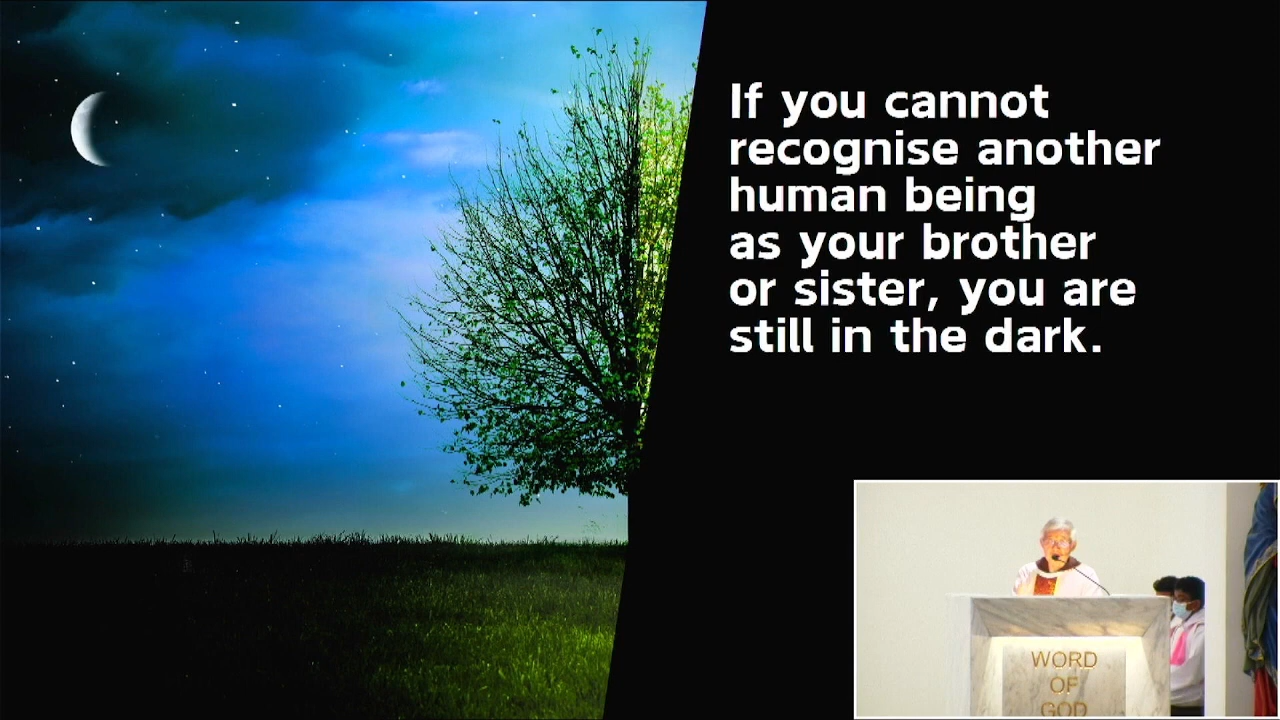 If you cannot
recognise another
human being
as your brother
or sister, you are
still in the dark.
WORD
OF
GOD